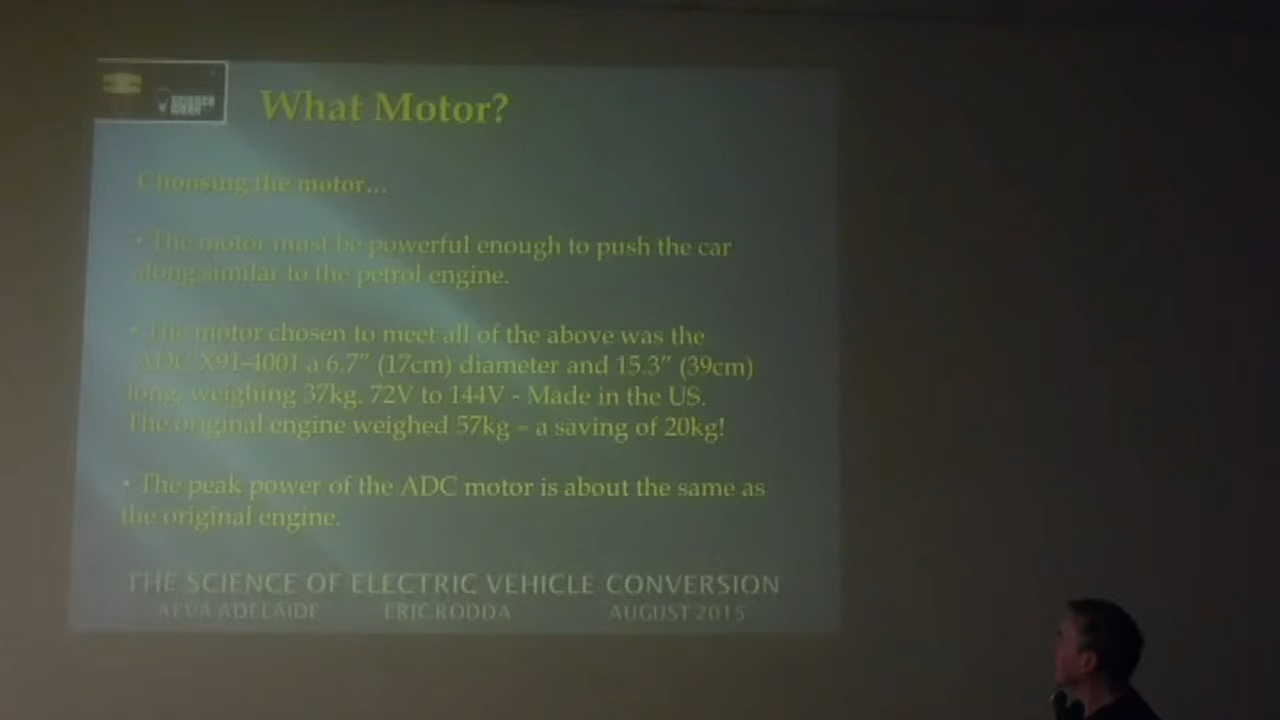 SCIENCE
WEEK
What Motor?
Choosing the motor...
• The motor must be powerful enough to push the car
along similar to the petrol engine.
• The motor chosen to meet all of the above was the
ADC X91-4001 a 6.7" (17cm) diameter and 15.3" (39cm)
long, weighing 37kg. 72V to 144V - Made in the US.
The original engine weighed 57kg – a saving of 20kg!
• The peak power of the ADC motor is about the same as
the original engine.
THE SCIENCE OF ELECTRIC VEHICLE CONVERSION
AEVA ADELAIDE ERIC RODDA AUGUST 2015